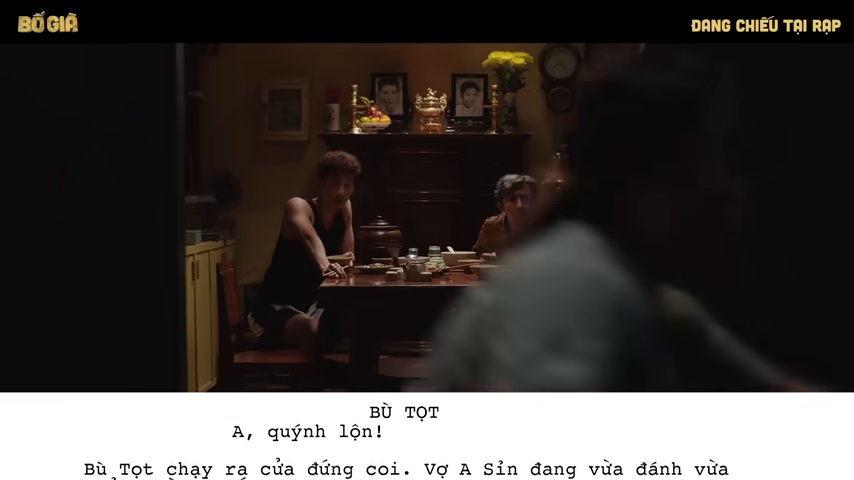 BỐ GIÀ
ĐANG CHIẾU TẠI RẠP
BÙ TỌT
A, quýnh lộn!
Bù Tọt chạy ra cửa đứng coi. Vợ A Sỉn đang vừa đánh vừa